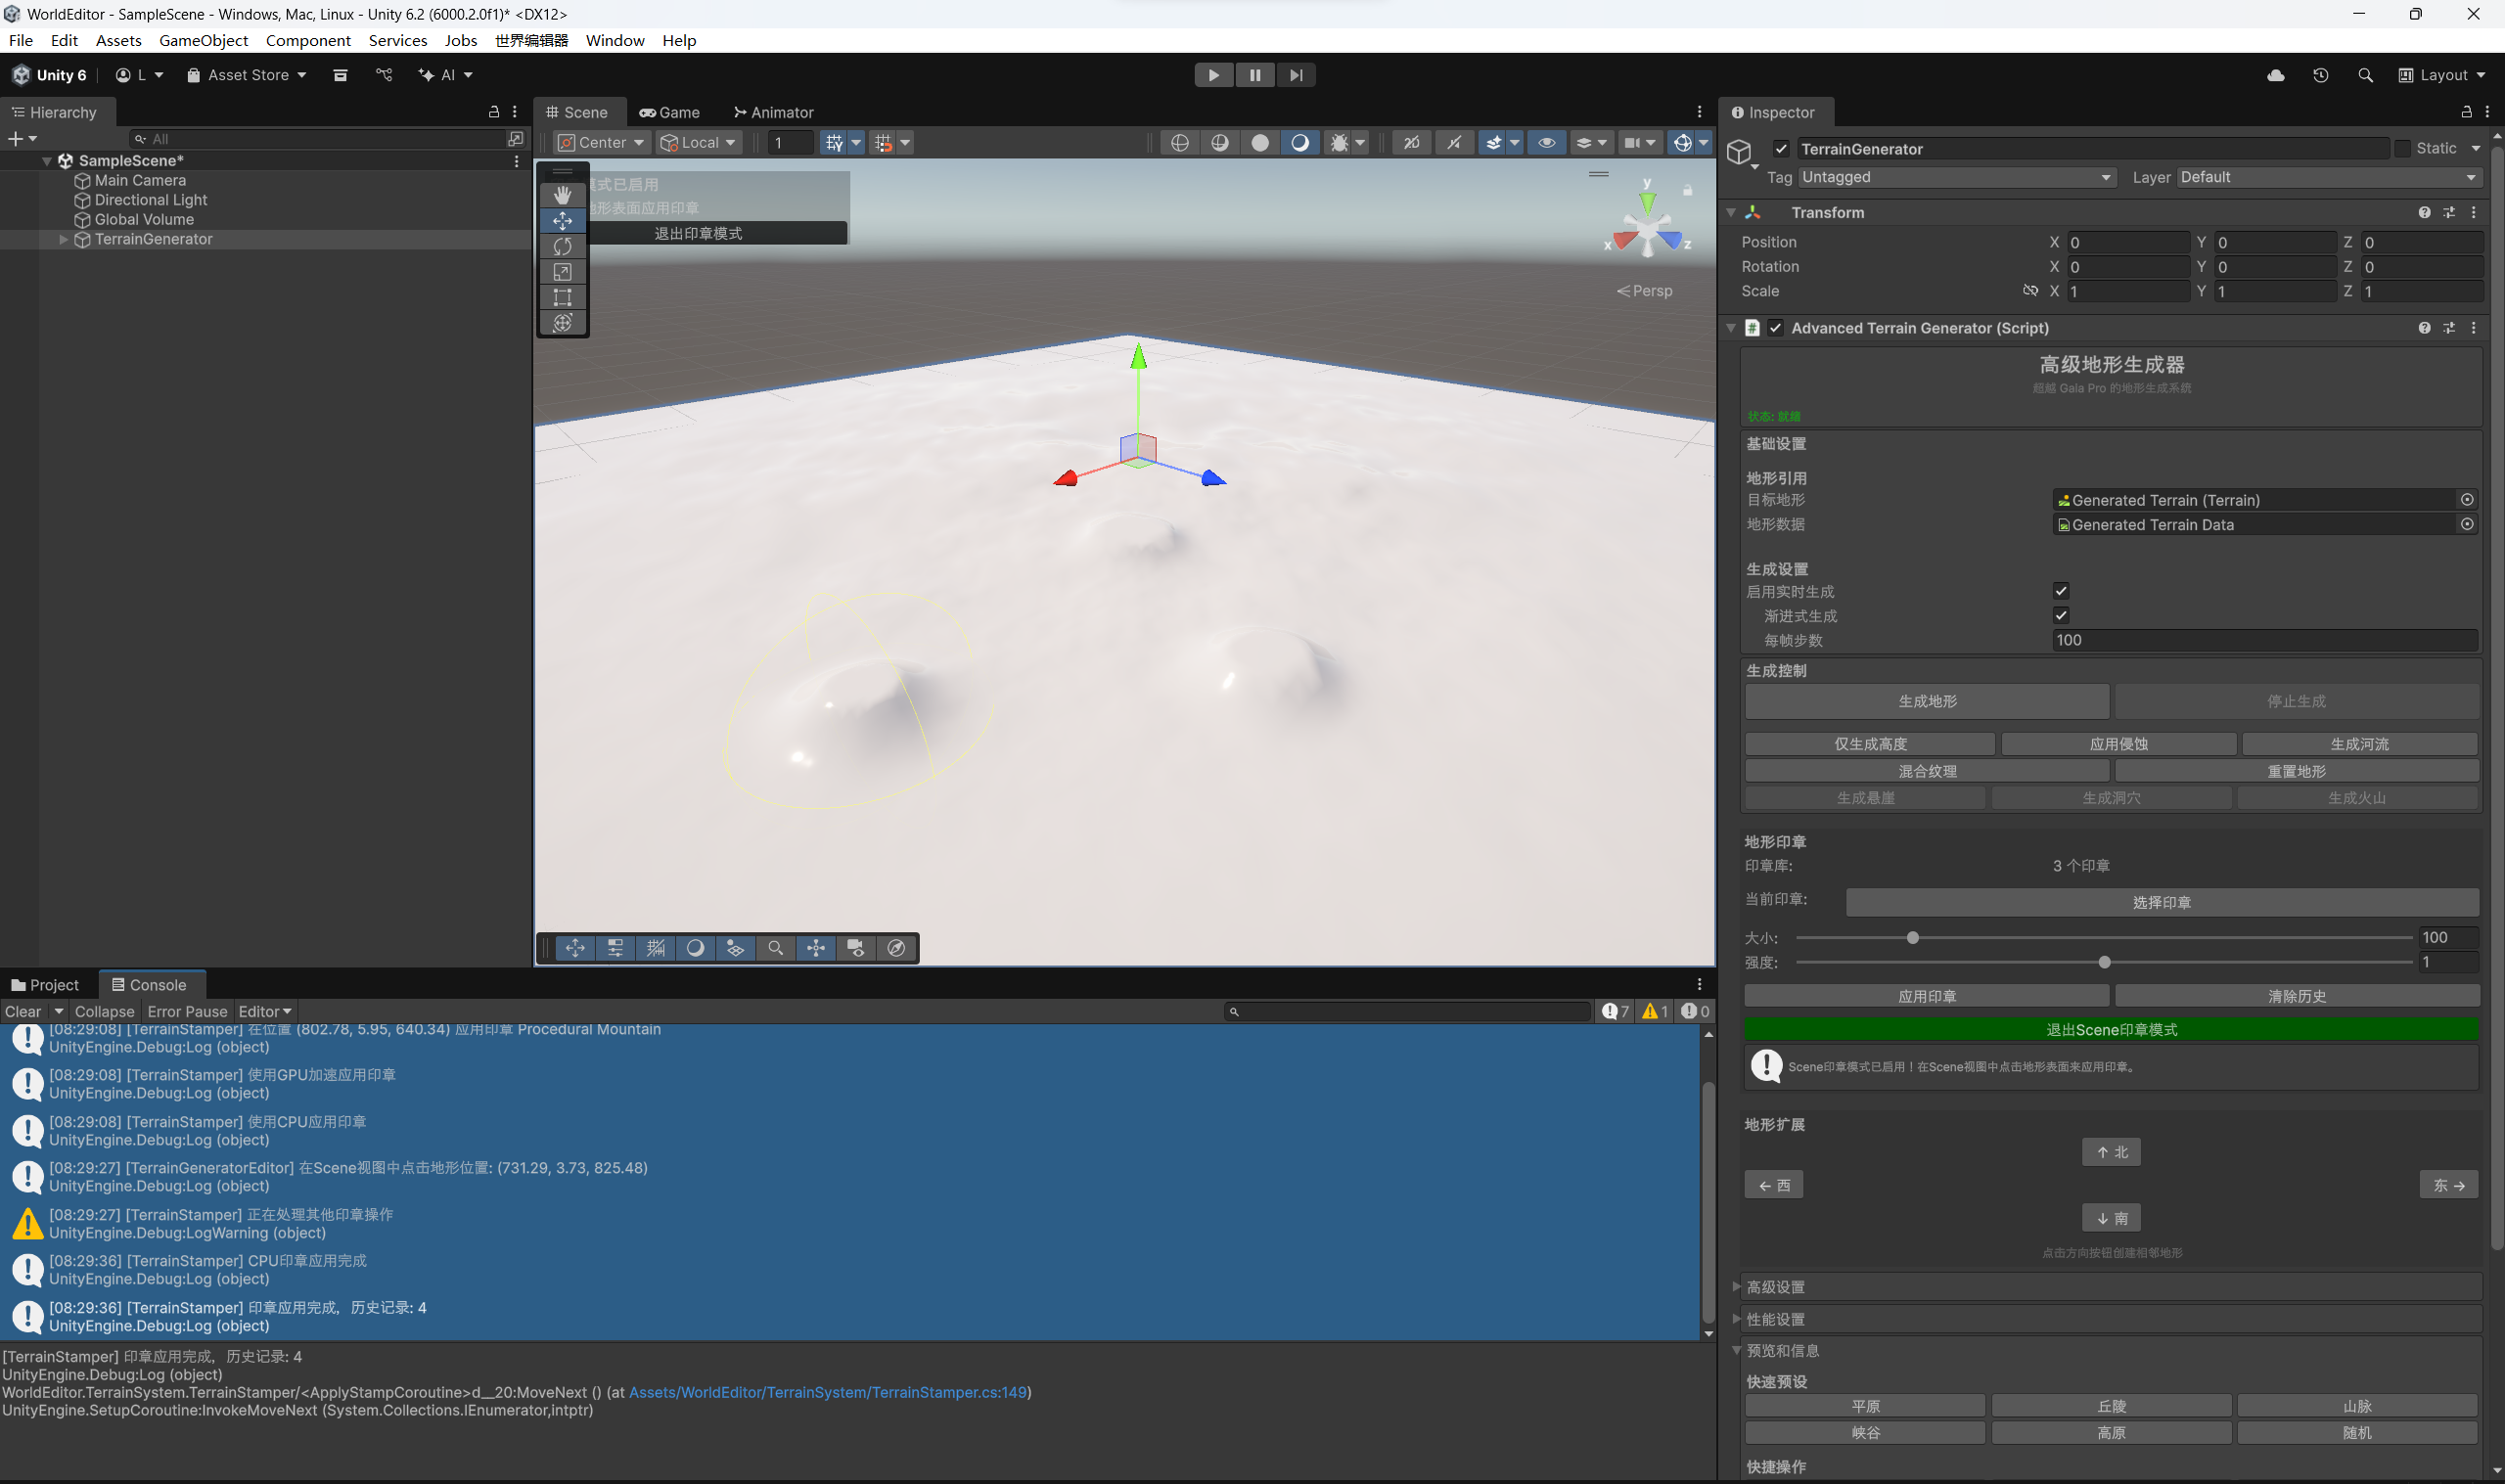 WorldEditor - SampleScene - Windows, Mac, Linux - Unity 6.2 (6000.2.0f1)* <DX12>
File Edit Assets GameObject Component Services Jobs 世界编辑器 Window Help
Unity 6 L Asset Store AI Layout
Hierarchy
All
SampleScene*
Main Camera
Directional Light
Global Volume
TerrainGenerator
Scene Game Animator
Center Local 1 2D
模式已启用
地形表面应用印章
退出印章模式
y
x z
Persp
Project Console
Clear Collapse Error Pause Editor 7 1 0
[08:29:08] [TerrainStamper] 在位置 (802.78, 5.95, 640.34) 应用印章 Procedural Mountain
UnityEngine.Debug:Log (object)
[08:29:08] [TerrainStamper] 使用GPU加速应用印章
UnityEngine.Debug:Log (object)
[08:29:08] [TerrainStamper] 使用CPU应用印章
UnityEngine.Debug:Log (object)
[08:29:27] [TerrainGeneratorEditor] 在Scene视图中点击地形位置: (731.29, 3.73, 825.48)
UnityEngine.Debug:Log (object)
[08:29:27] [TerrainStamper] 正在处理其他印章操作
UnityEngine.Debug:LogWarning (object)
[08:29:36] [TerrainStamper] CPU印章应用完成
UnityEngine.Debug:Log (object)
[08:29:36] [TerrainStamper] 印章应用完成, 历史记录: 4
UnityEngine.Debug:Log (object)
[TerrainStamper] 印章应用完成, 历史记录: 4
UnityEngine.Debug:Log (object)
WorldEditor.TerrainSystem.TerrainStamper/<ApplyStampCoroutine>d__20:MoveNext () (at Assets/WorldEditor/TerrainSystem/TerrainStamper.cs:149)
UnityEngine.SetupCoroutine:InvokeMoveNext (System.Collections.IEnumerator,intptr)
Inspector
TerrainGenerator Static
Tag Untagged Layer Default
Transform
Position X 0 Y 0 Z 0
Rotation X 0 Y 0 Z 0
Scale X 1 Y 1 Z 1
Advanced Terrain Generator (Script)
高级地形生成器
超越 Gaia Pro 的地形生成系统
状态: 就绪
基础设置
地形引用
目标地形 Generated Terrain (Terrain)
地形数据 Generated Terrain Data
生成设置
启用实时生成
渐进式生成
每帧步数 100
生成控制
生成地形 停止生成
仅生成高度 应用侵蚀 生成河流
混合纹理 重置地形
生成悬崖 生成洞穴 生成火山
地形印章
印章库: 3 个印章
当前印章: 选择印章
大小: 100
强度: 1
应用印章 清除历史
退出Scene印章模式
Scene印章模式已启用！在Scene视图中点击地形表面来应用印章。
地形扩展
↑ 北
← 西 东 →
↓ 南
点击方向按钮创建相邻地形
高级设置
性能设置
预览和信息
快速预设
平原 丘陵 山脉
峡谷 高原 随机
快捷操作